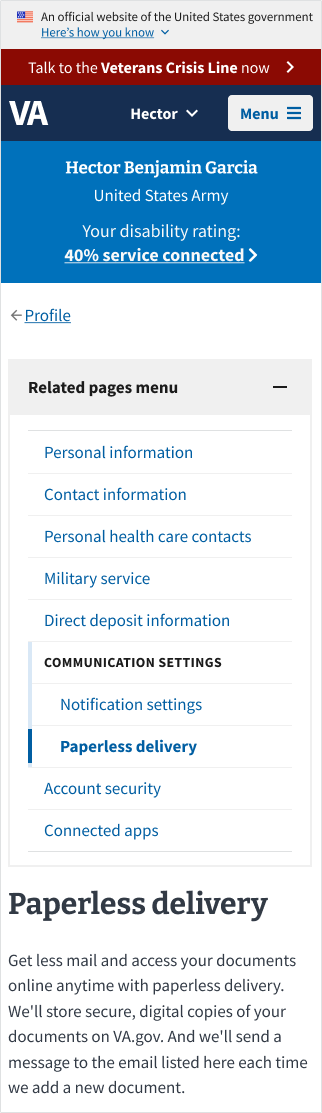 An official website of the United States government
Here's how you know
Talk to the Veterans Crisis Line now
VA
Hector
Menu
Hector Benjamin Garcia
United States Army
Your disability rating:
40% service connected
Profile
Related pages menu
Personal information
Contact information
Personal health care contacts
Military service
Direct deposit information
COMMUNICATION SETTINGS
Notification settings
Paperless delivery
Account security
Connected apps
Paperless delivery
Get less mail and access your documents
online anytime with paperless delivery.
We'll store secure, digital copies of your
documents on VA.gov. And we'll send a
message to the email listed here each time
we add a new document.